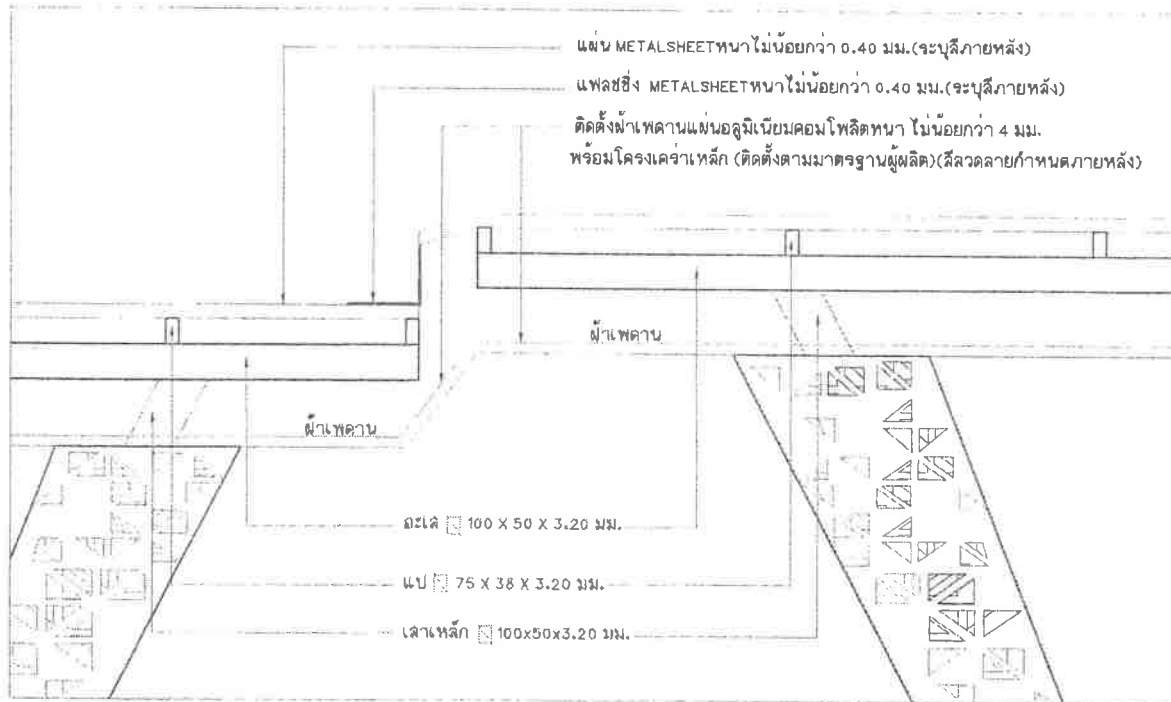 แผ่น METALSHEETหนาไม่น้อยกว่า 0.40 มม.(ระบุสีภายหลัง)
แฟลชชิ่ง METALSHEETหนาไม่น้อยกว่า 0.40 มม.(ระบุสีภายหลัง)
ติดตั้งฝ้าเพดานแผ่นอลูมิเนียมคอมโพสิตหนา ไม่น้อยกว่า 4 มม.
พร้อมโครงเคร่าเหล็ก (ติดตั้งตามมาตรฐานผู้ผลิต)(สีลวดลายกำหนดภายหลัง)
ฝ้าเพดาน
ฝ้าเพดาน
อะเส 100 X 50 X 3.20 มม.
แป 75 X 38 X 3.20 มม.
เสาเหล็ก 100x50x3.20 มม.